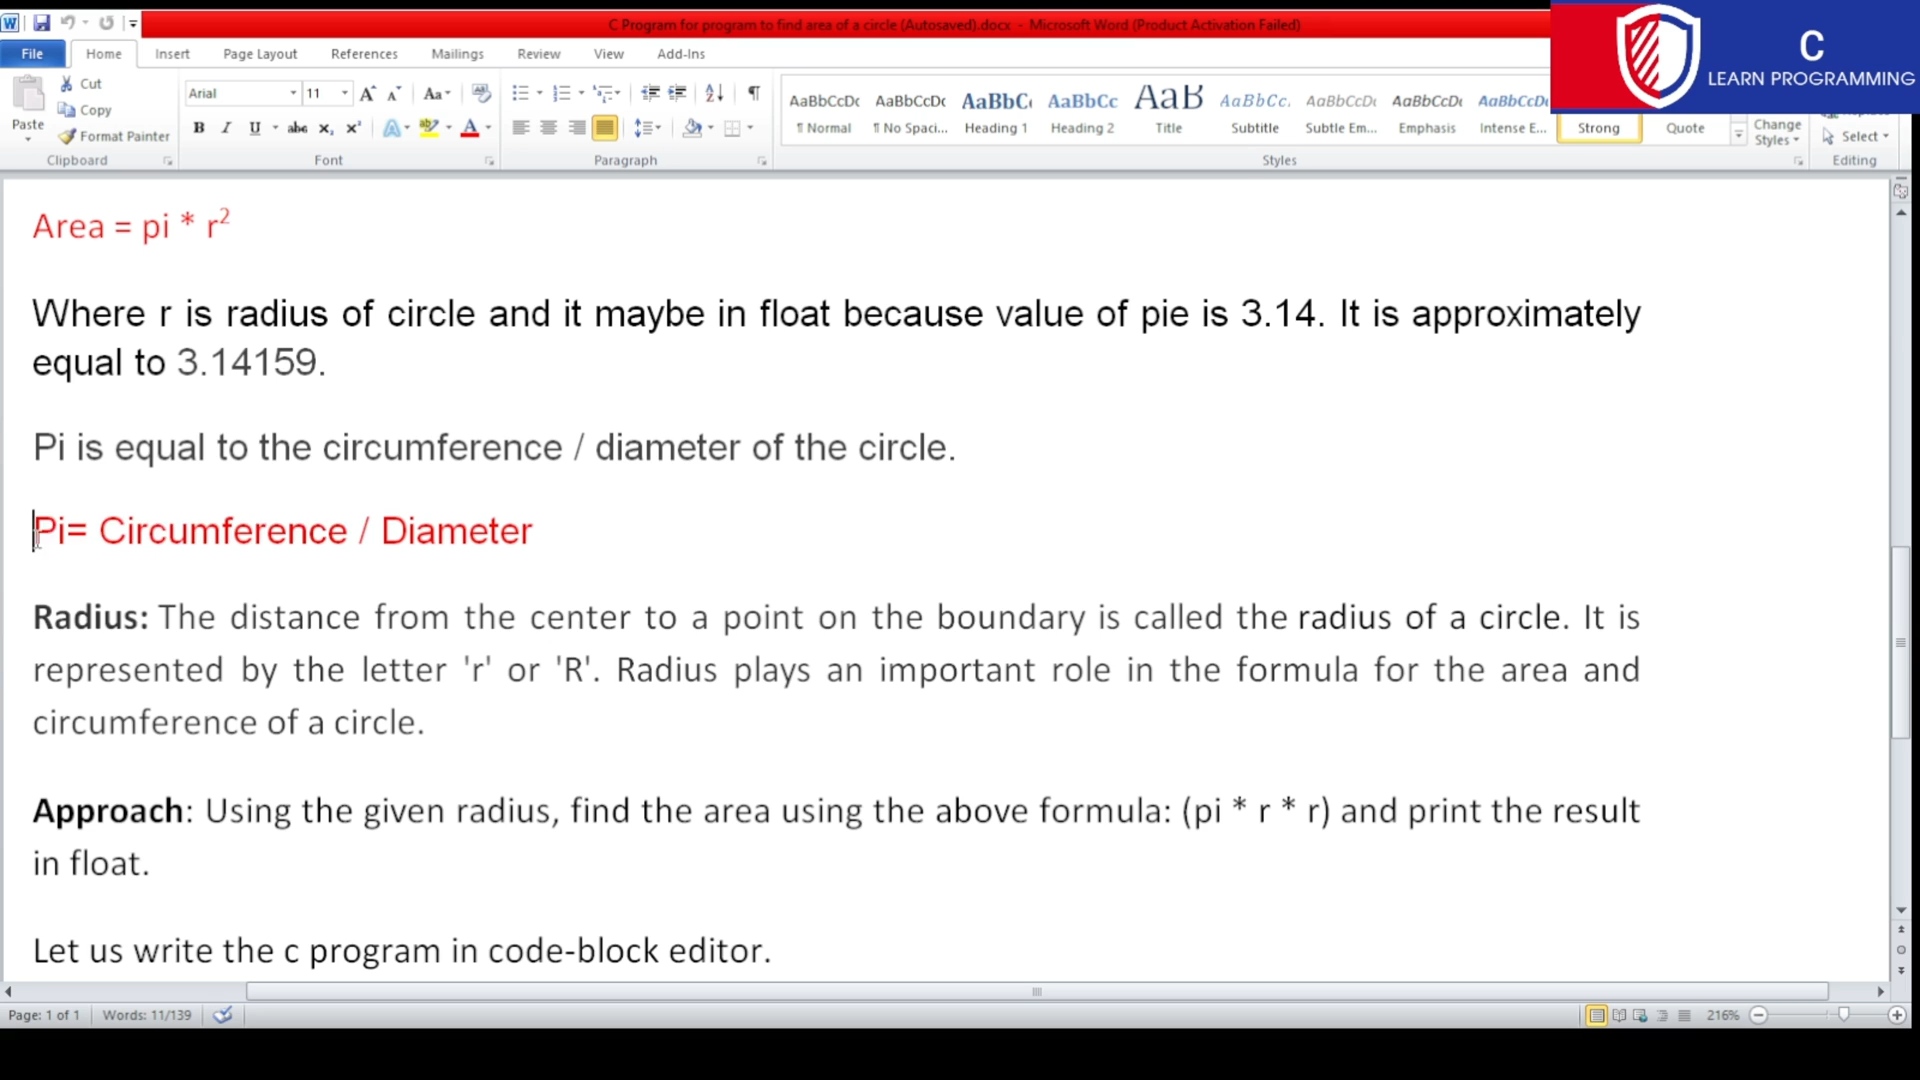 C Program for program to find area of a circle (Autosaved).docx - Microsoft Word (Product Activation Failed)
C
LEARN PROGRAMMING
File Home Insert Page Layout References Mailings Review View Add-Ins
Paste
Cut
Copy
Format Painter
Clipboard
Arial 11
Font
Paragraph
AaBbCcDc AaBbCcDc AaBbC AaBbCc AaB AaBbCc. AaBbCcDc AaBbCcDc AaBbCcDc
¶ Normal ¶ No Spaci... Heading 1 Heading 2 Title Subtitle Subtle Em... Emphasis Intense E... Strong Quote
Change Styles
Styles
Select
Editing
Area = pi * r²
Where r is radius of circle and it maybe in float because value of pie is 3.14. It is approximately
equal to 3.14159.
Pi is equal to the circumference / diameter of the circle.
Pi= Circumference / Diameter
Radius: The distance from the center to a point on the boundary is called the radius of a circle. It is
represented by the letter 'r' or 'R'. Radius plays an important role in the formula for the area and
circumference of a circle.
Approach: Using the given radius, find the area using the above formula: (pi * r * r) and print the result
in float.
Let us write the c program in code-block editor.
Page: 1 of 1 Words: 11/139 216%